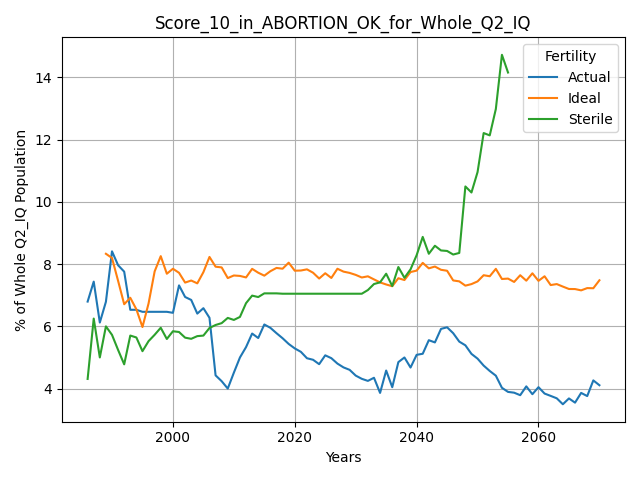 Score_10_in_ABORTION_OK_for_Whole_Q2_IQ
Fertility
Actual
Ideal
Sterile
% of Whole Q2_IQ Population
14
12
10
8
6
4
2000
2020
2040
2060
Years